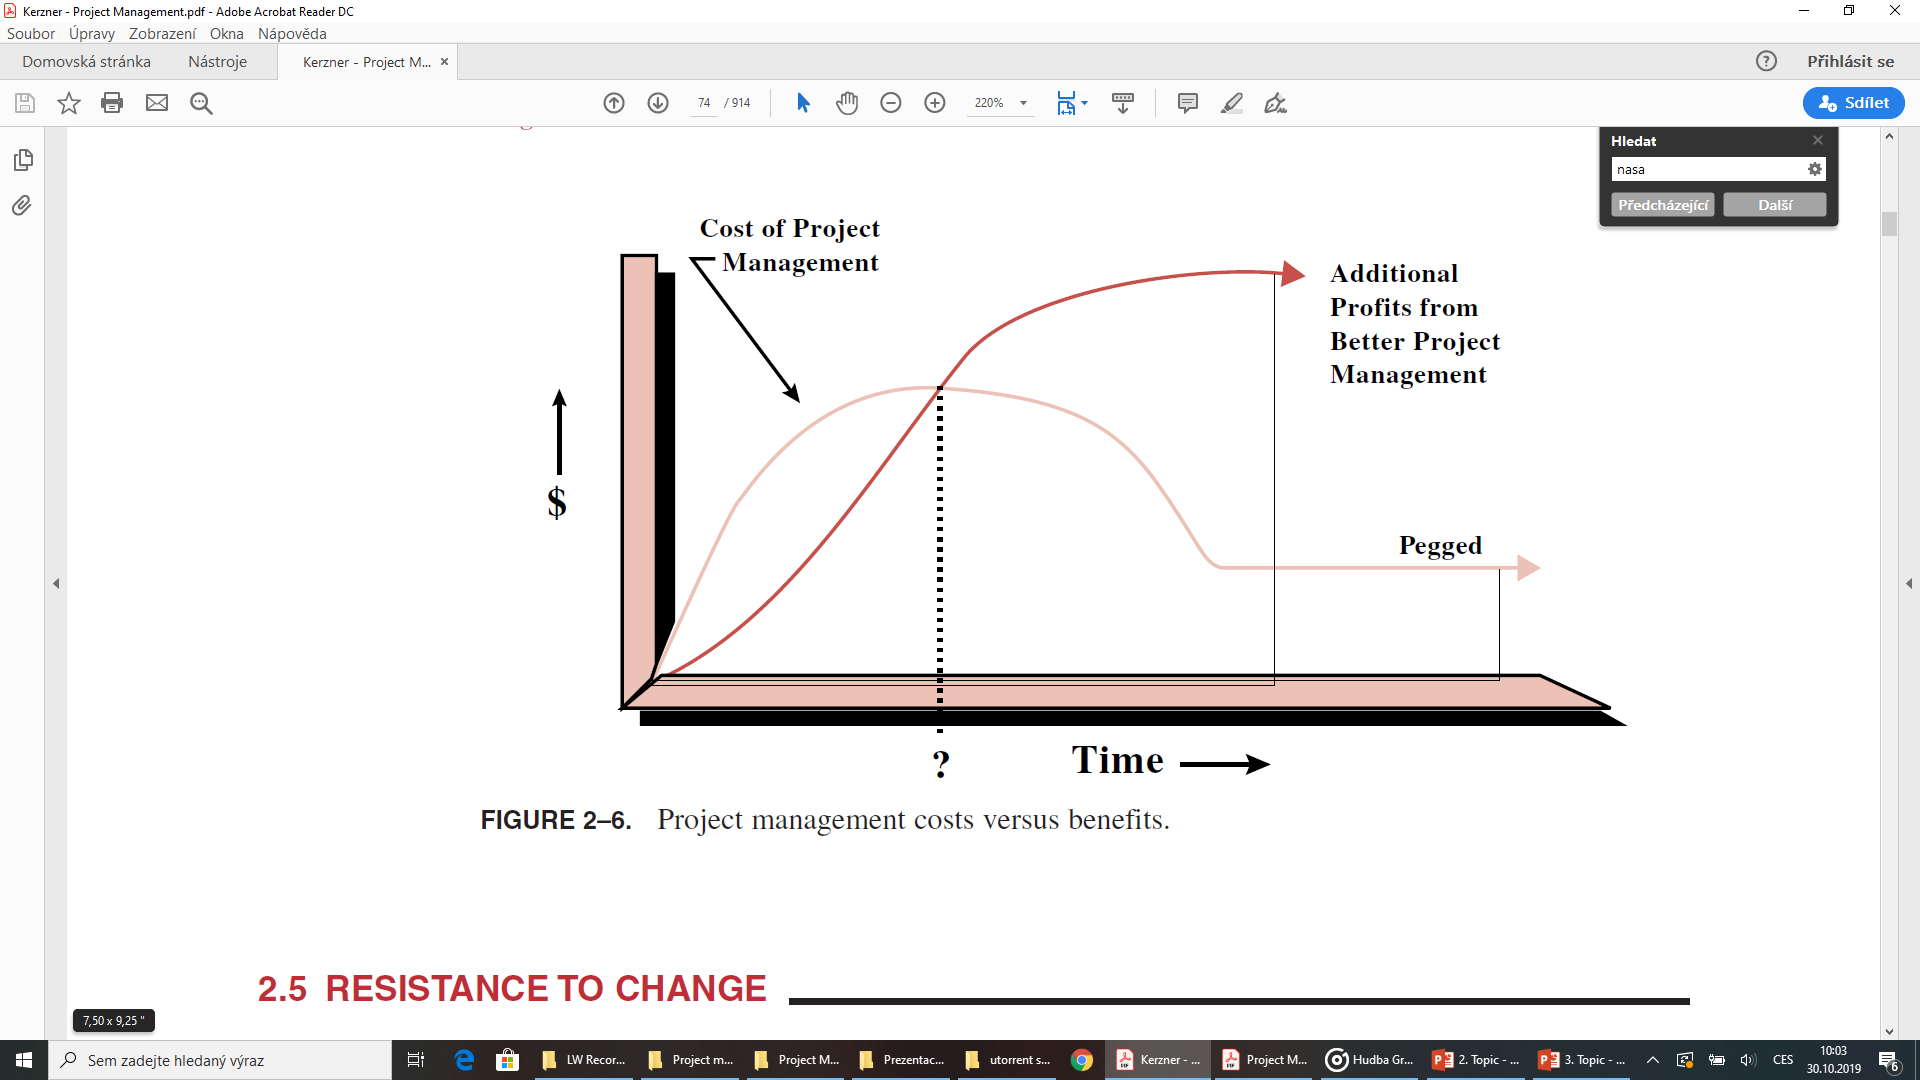 Kerzner - Project Management.pdf - Adobe Acrobat Reader DC
Soubor Úpravy Zobrazení Okna Nápověda
Domovská stránka Nástroje Kerzner - Project M... × Přihlásit se
74 / 914 220% Sdílet
Hledat
nasa
Předcházející Další
Cost of Project
Management
Additional
Profits from
Better Project
Management
$
Pegged
? Time
FIGURE 2–6. Project management costs versus benefits.
2.5 RESISTANCE TO CHANGE
7,50 x 9,25 "
Sem zadejte hledaný výraz LW Recor... Project m... Project M... Prezentac... utorrent s... Kerzner - ... Project M... Hudba Gr... 2. Topic - ... 3. Topic - ... CES 10:03
30.10.2019 6